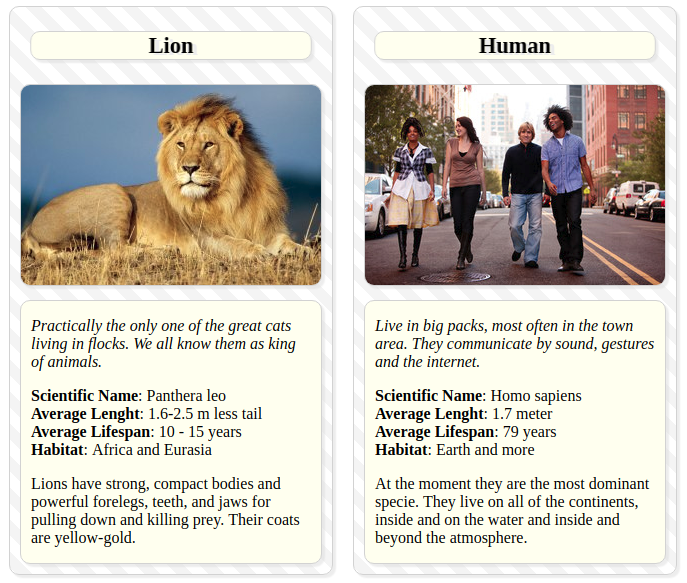 Lion
Practically the only one of the great cats
living in flocks. We all know them as king
of animals.
Scientific Name: Panthera leo
Average Lenght: 1.6-2.5 m less tail
Average Lifespan: 10 - 15 years
Habitat: Africa and Eurasia
Lions have strong, compact bodies and
powerful forelegs, teeth, and jaws for
pulling down and killing prey. Their coats
are yellow-gold.
Human
Live in big packs, most often in the town
area. They communicate by sound, gestures
and the internet.
Scientific Name: Homo sapiens
Average Lenght: 1.7 meter
Average Lifespan: 79 years
Habitat: Earth and more
At the moment they are the most dominant
specie. They live on all of the continents,
inside and on the water and inside and
beyond the atmosphere.